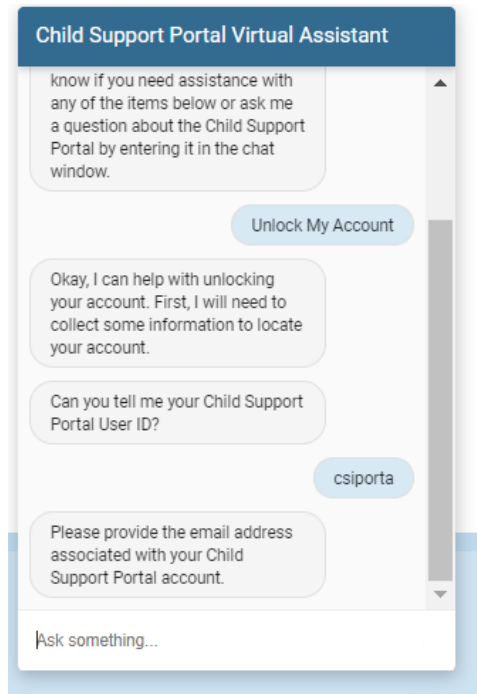 Child Support Portal Virtual Assistant
know if you need assistance with
any of the items below or ask me
a question about the Child Support
Portal by entering it in the chat
window.
Unlock My Account
Okay, I can help with unlocking
your account. First, I will need to
collect some information to locate
your account.
Can you tell me your Child Support
Portal User ID?
csiporta
Please provide the email address
associated with your Child
Support Portal account.
Ask something...